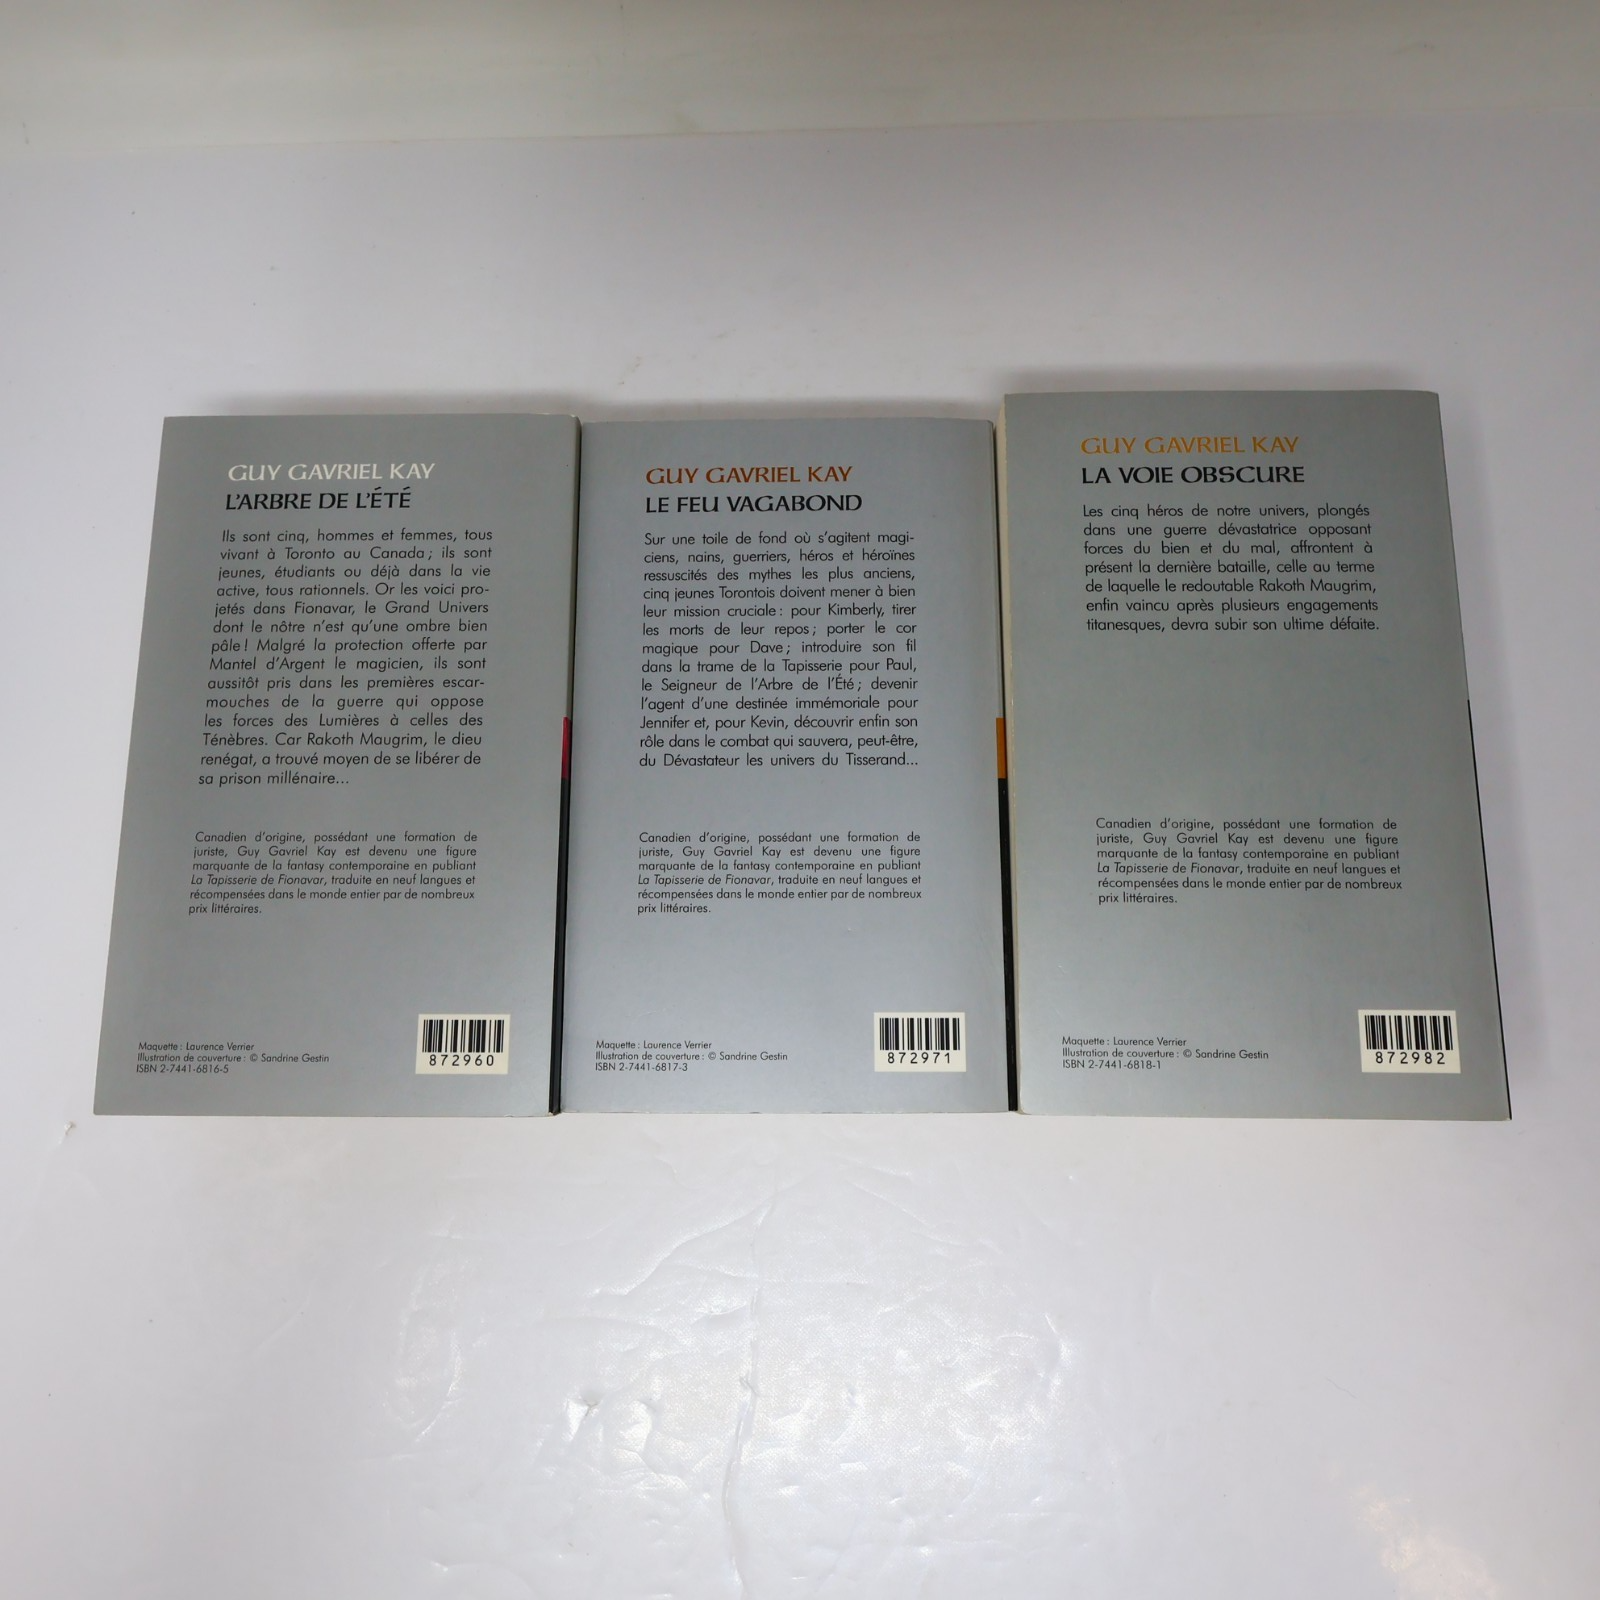 GUY GAVRIEL KAY
L'ARBRE DE L'ÉTÉ
Ils sont cinq, hommes et femmes, tous
vivant à Toronto au Canada ; ils sont
jeunes, étudiants ou déjà dans la vie
active, tous rationnels. Or les voici pro-
jetés dans Fionavar, le Grand Univers
dont le nôtre n'est qu'une ombre bien
pâle ! Malgré la protection offerte par
Mantel d'Argent le magicien, ils sont
aussitôt pris dans les premières escar-
mouches de la guerre qui oppose
les forces des Lumières à celles des
Ténèbres. Car Rakoth Maugrim, le dieu
renégat, a trouvé moyen de se libérer de
sa prison millénaire...
Canadien d'origine, possédant une formation de
juriste, Guy Gavriel Kay est devenu une figure
marquante de la fantasy contemporaine en publiant
La Tapisserie de Fionavar, traduite en neuf langues et
récompensées dans le monde entier par de nombreux
prix littéraires.
Maquette : Laurence Verrier
Illustration de couverture : © Sandrine Gestin
ISBN 2-7441-6816-5
872960
GUY GAVRIEL KAY
LE FEU VAGABOND
Sur une toile de fond où s'agitent magi-
ciens, nains, guerriers, héros et héroïnes
ressuscités des mythes les plus anciens,
cinq jeunes Torontois doivent mener à bien
leur mission cruciale : pour Kimberly, tirer
les morts de leur repos ; porter le cor
magique pour Dave ; introduire son fil
dans la trame de la Tapisserie pour Paul,
le Seigneur de l'Arbre de l'Été ; devenir
l'agent d'une destinée immémoriale pour
Jennifer et, pour Kevin, découvrir enfin son
rôle dans le combat qui sauvera, peut-être,
du Dévastateur les univers du Tisserand...
Canadien d'origine, possédant une formation de
juriste, Guy Gavriel Kay est devenu une figure
marquante de la fantasy contemporaine en publiant
La Tapisserie de Fionavar, traduite en neuf langues et
récompensées dans le monde entier par de nombreux
prix littéraires.
Maquette : Laurence Verrier
Illustration de couverture : © Sandrine Gestin
ISBN 2-7441-6817-3
872971
GUY GAVRIEL KAY
LA VOIE OBSCURE
Les cinq héros de notre univers, plongés
dans une guerre dévastatrice opposant
forces du bien et du mal, affrontent à
présent la dernière bataille, celle au terme
de laquelle le redoutable Rakoth Maugrim,
enfin vaincu après plusieurs engagements
titanesques, devra subir son ultime défaite.
Canadien d'origine, possédant une formation de
juriste, Guy Gavriel Kay est devenu une figure
marquante de la fantasy contemporaine en publiant
La Tapisserie de Fionavar, traduite en neuf langues et
récompensées dans le monde entier par de nombreux
prix littéraires.
Maquette : Laurence Verrier
Illustration de couverture : © Sandrine Gestin
ISBN 2-7441-6818-1
872982